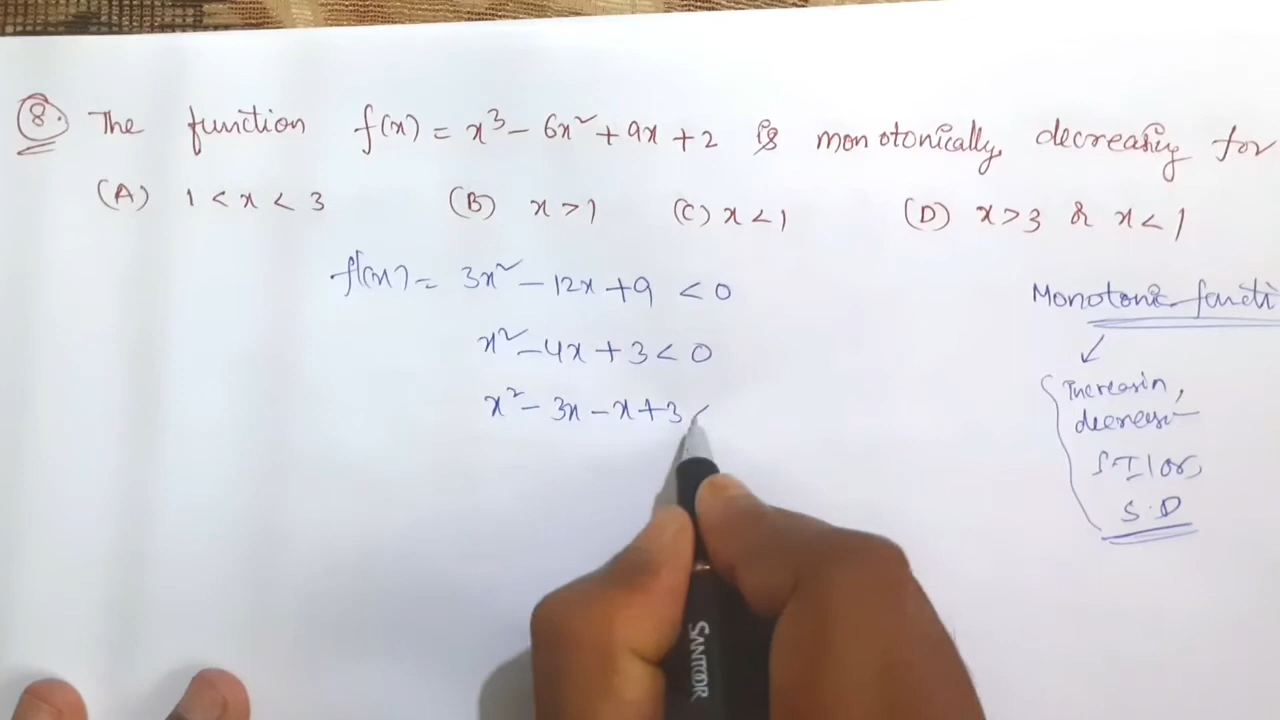 8. The function f(x) = x³ - 6x² + 9x + 2 is monotonically decreasing for
(A) 1 < x < 3 (B) x > 1 (C) x < 1 (D) x > 3 & x < 1
f'(x) = 3x² - 12x + 9 < 0
x² - 4x + 3 < 0
x² - 3x - x + 3 <
Monotonic functi
Increasin,
decreasi
S.I / or,
S.D
SANTOOR